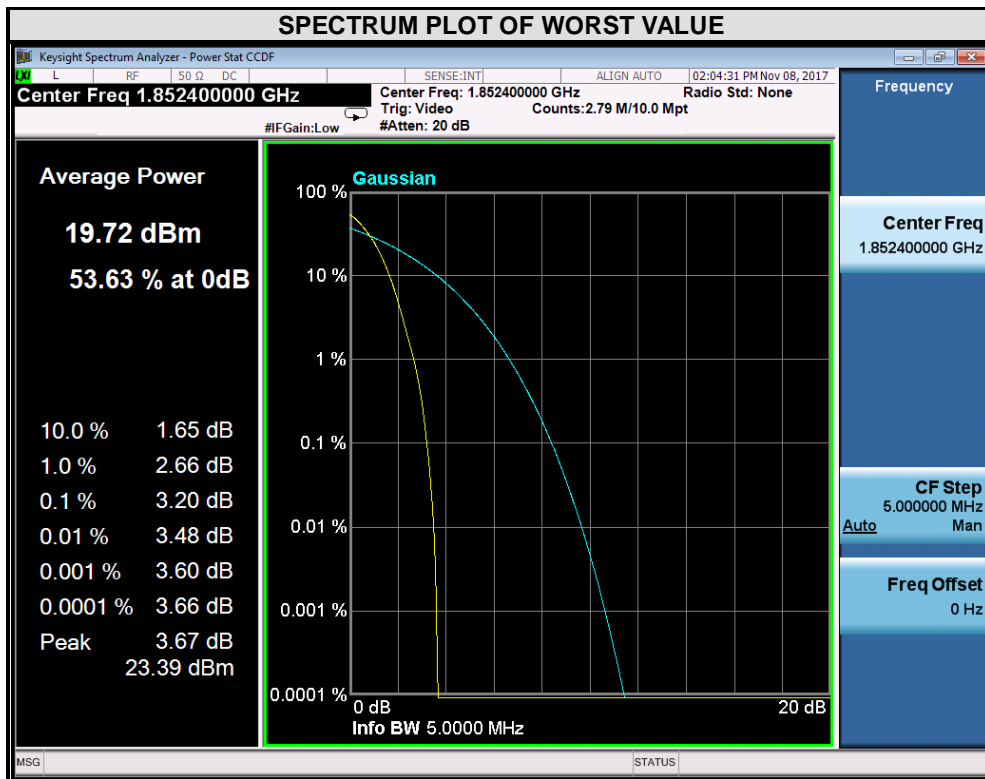 SPECTRUM PLOT OF WORST VALUE
Keysight Spectrum Analyzer - Power Stat CCDF
LXI L RF 50 Ω DC SENSE:INT ALIGN AUTO 02:04:31 PM Nov 08, 2017
Center Freq 1.852400000 GHz
Center Freq: 1.852400000 GHz Radio Std: None
Trig: Video Counts:2.79 M/10.0 Mpt
#IFGain:Low #Atten: 20 dB
Average Power
19.72 dBm
53.63 % at 0dB
10.0 % 1.65 dB
1.0 % 2.66 dB
0.1 % 3.20 dB
0.01 % 3.48 dB
0.001 % 3.60 dB
0.0001 % 3.66 dB
Peak 3.67 dB
23.39 dBm
Gaussian
100 %
10 %
1 %
0.1 %
0.01 %
0.001 %
0.0001 %
0 dB 20 dB
Info BW 5.0000 MHz
Frequency
Center Freq
1.852400000 GHz
CF Step
5.000000 MHz
Auto Man
Freq Offset
0 Hz
MSG STATUS